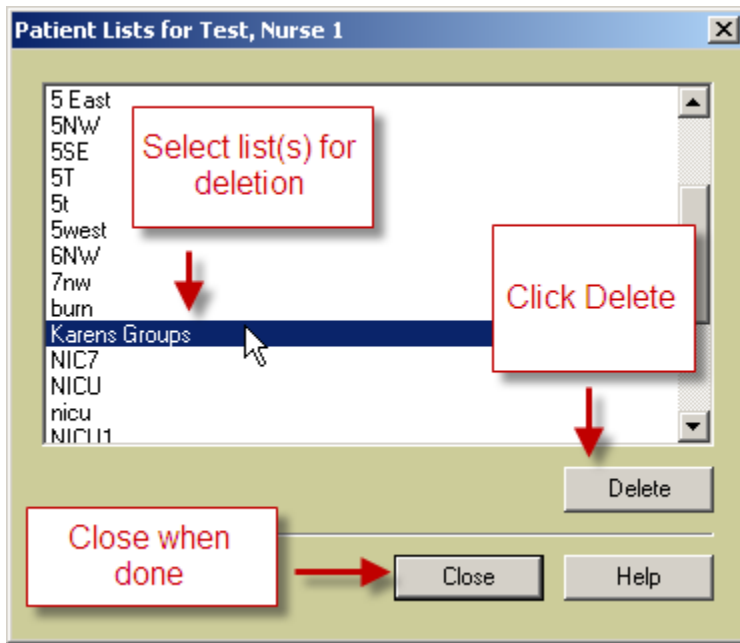 Patient Lists for Test, Nurse 1
5 East
5NW
5SE
5T
5t
5west
6NW
7nw
burn
Karens Groups
NIC7
NICU
nicu
NICU1
Select list(s) for
deletion
Click Delete
Delete
Close when
done
Close
Help